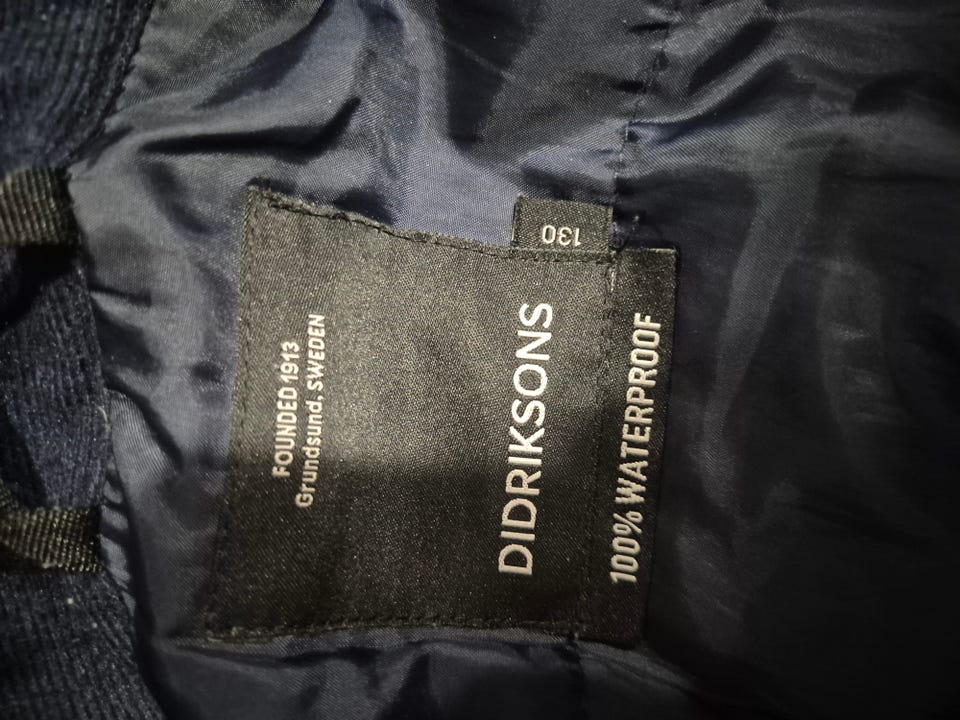 FOUNDED 1913
Grundsund, SWEDEN
DIDRIKSONS
130
100% WATERPROOF